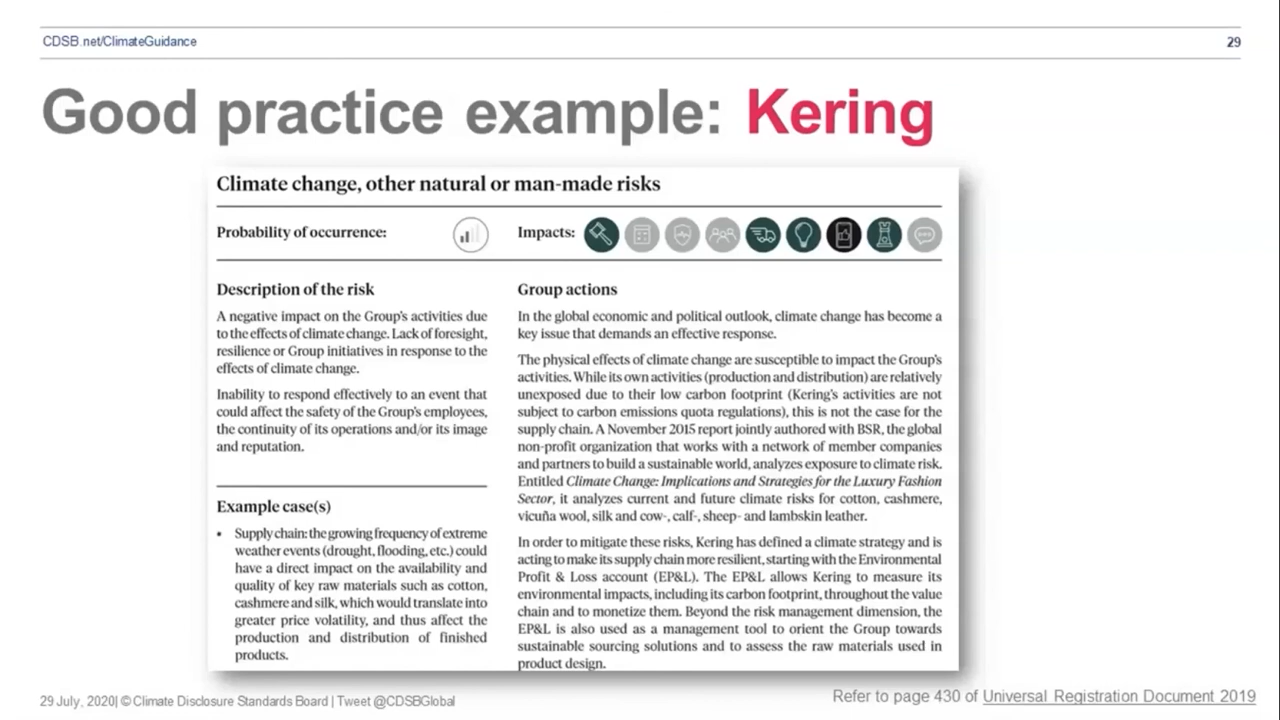 CDSB.net/ClimateGuidance
29
Good practice example: Kering
Climate change, other natural or man-made risks
Probability of occurrence:
Impacts:
Description of the risk
A negative impact on the Group's activities due
to the effects of climate change. Lack of foresight,
resilience or Group initiatives in response to the
effects of climate change.
Inability to respond effectively to an event that
could affect the safety of the Group's employees,
the continuity of its operations and/or its image
and reputation.
Example case(s)
• Supply chain: the growing frequency of extreme
weather events (drought, flooding, etc.) could
have a direct impact on the availability and
quality of key raw materials such as cotton,
cashmere and silk, which would translate into
greater price volatility, and thus affect the
production and distribution of finished
products.
Group actions
In the global economic and political outlook, climate change has become a
key issue that demands an effective response.
The physical effects of climate change are susceptible to impact the Group's
activities. While its own activities (production and distribution) are relatively
unexposed due to their low carbon footprint (Kering's activities are not
subject to carbon emissions quota regulations), this is not the case for the
supply chain. A November 2015 report jointly authored with BSR, the global
non-profit organization that works with a network of member companies
and partners to build a sustainable world, analyzes exposure to climate risk.
Entitled Climate Change: Implications and Strategies for the Luxury Fashion
Sector, it analyzes current and future climate risks for cotton, cashmere,
vicuña wool, silk and cow-, calf-, sheep- and lambskin leather.
In order to mitigate these risks, Kering has defined a climate strategy and is
acting to make its supply chain more resilient, starting with the Environmental
Profit & Loss account (EP&L). The EP&L allows Kering to measure its
environmental impacts, including its carbon footprint, throughout the value
chain and to monetize them. Beyond the risk management dimension, the
EP&L is also used as a management tool to orient the Group towards
sustainable sourcing solutions and to assess the raw materials used in
product design.
29 July, 2020| © Climate Disclosure Standards Board | Tweet @CDSBGlobal
Refer to page 430 of Universal Registration Document 2019